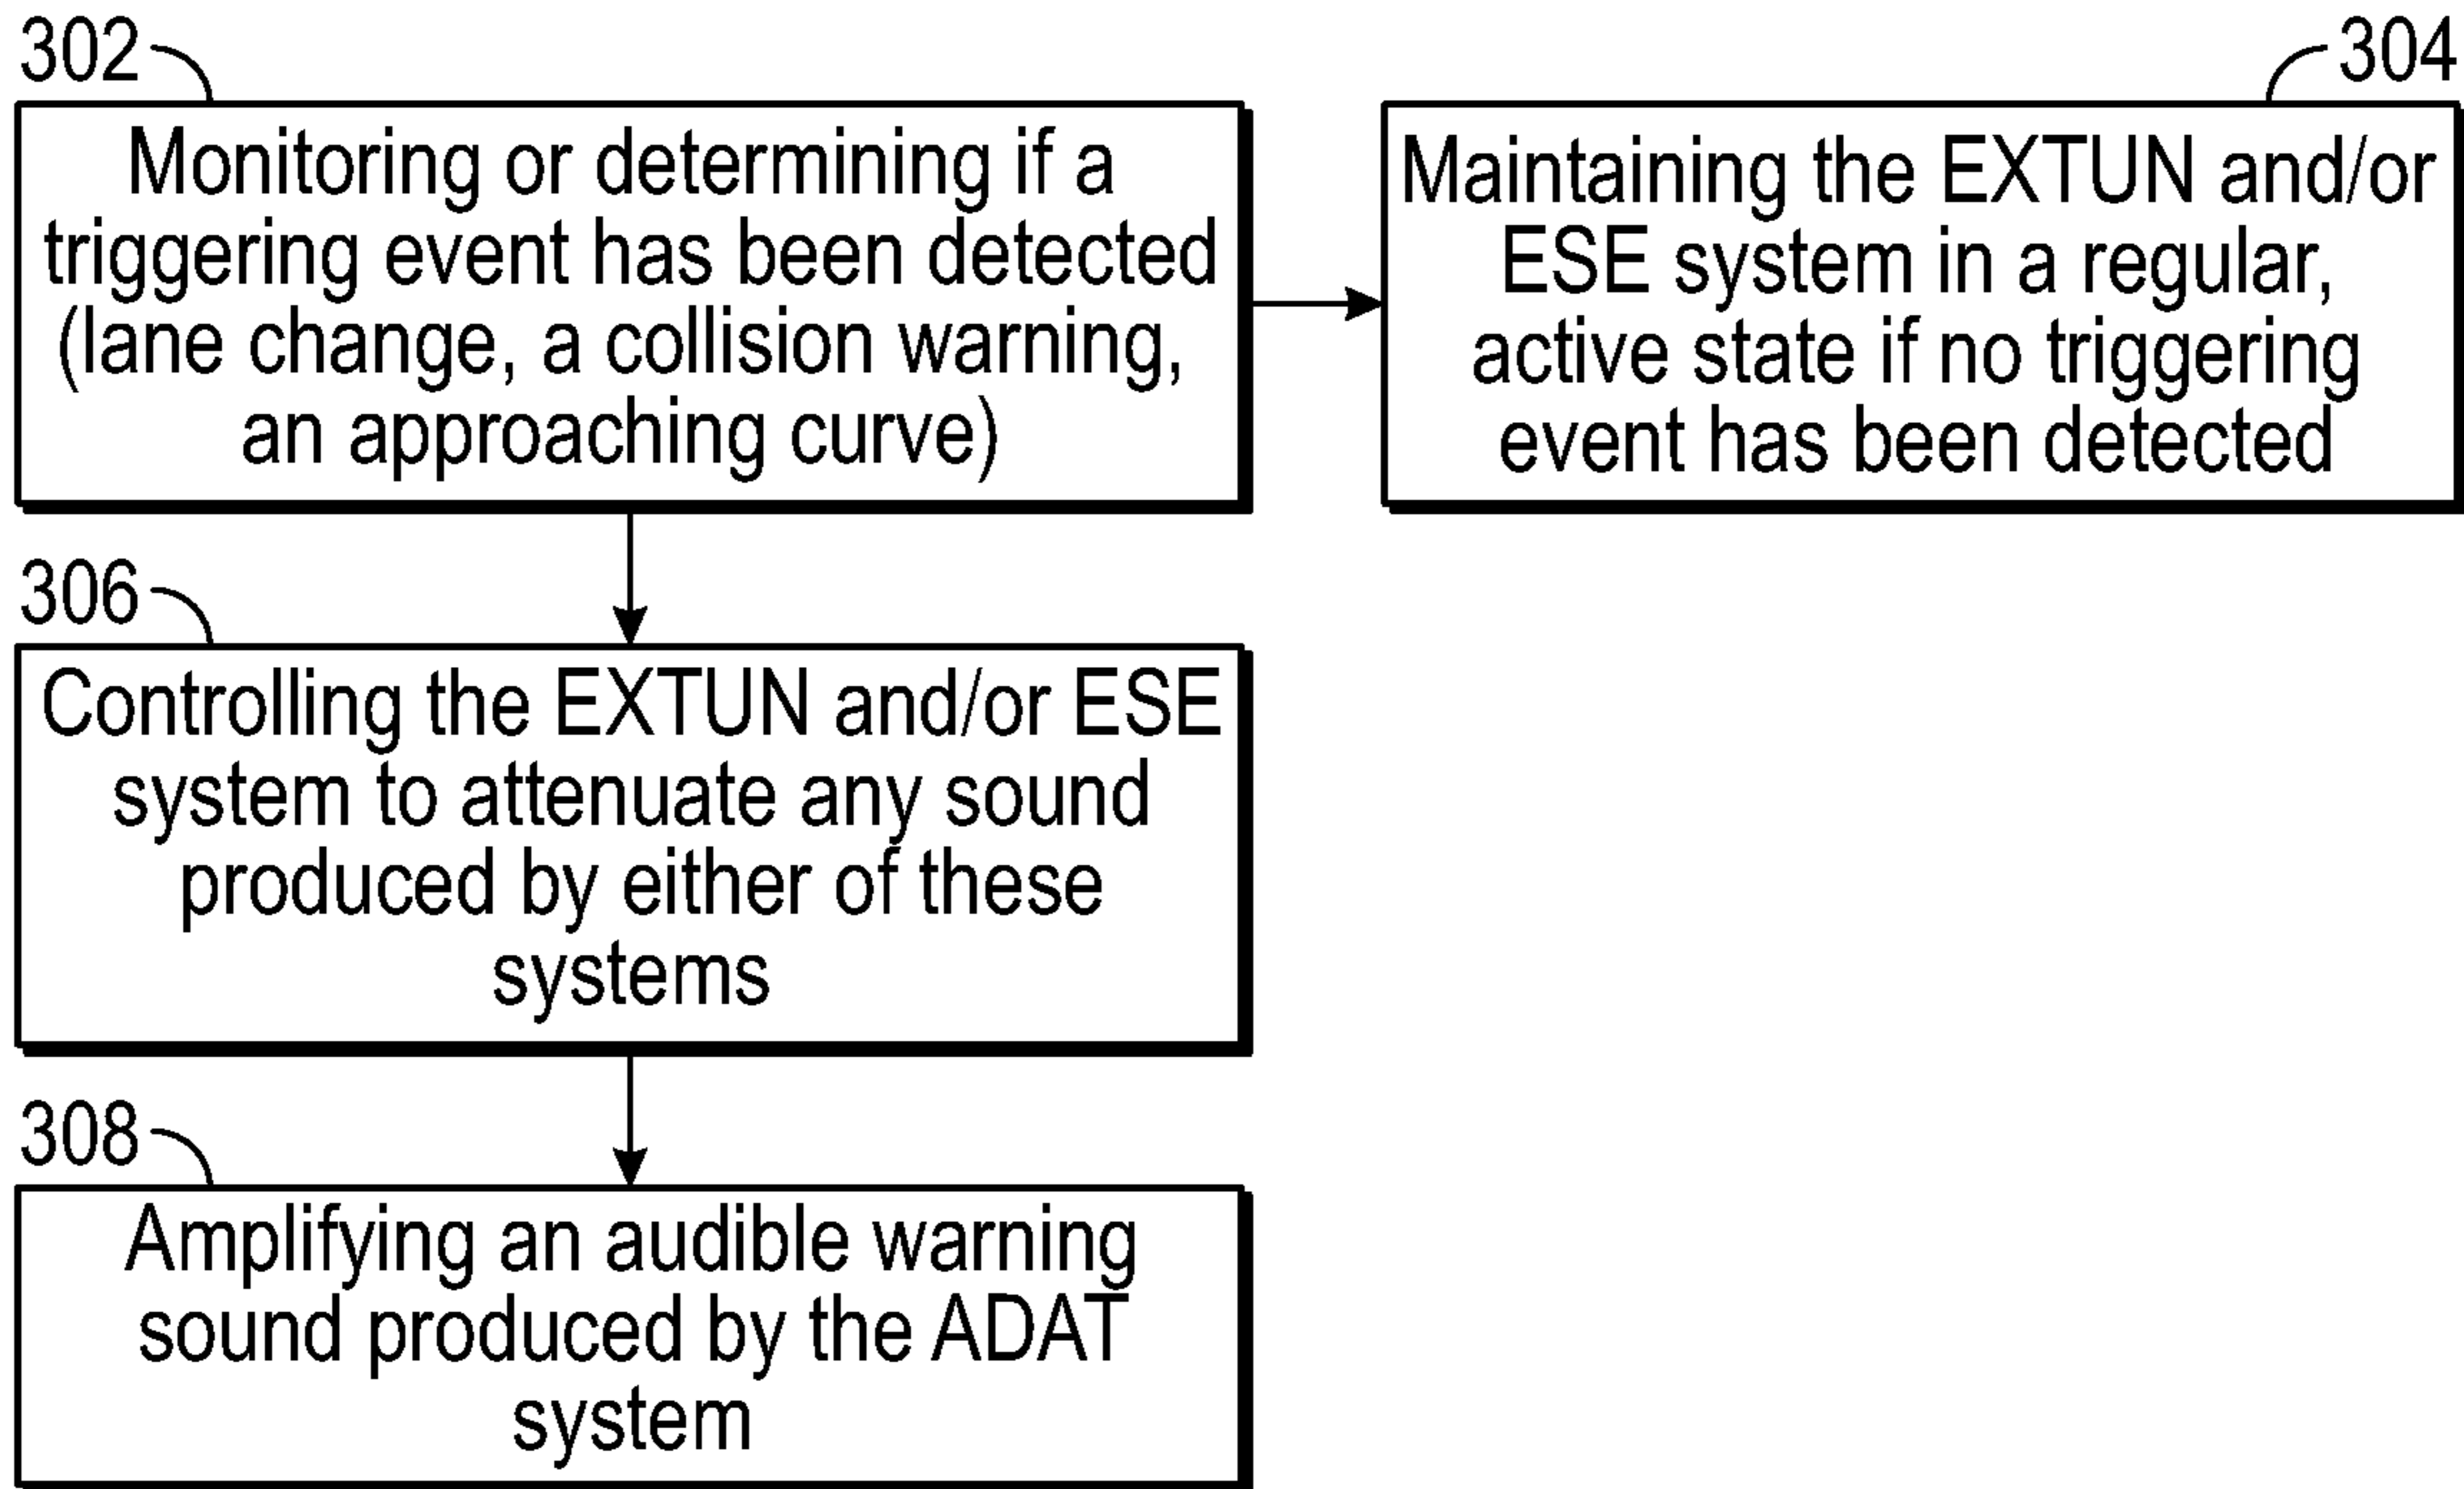 302
Monitoring or determining if a
triggering event has been detected
(lane change, a collision warning,
an approaching curve)
304
Maintaining the EXTUN and/or
ESE system in a regular,
active state if no triggering
event has been detected
306
Controlling the EXTUN and/or ESE
system to attenuate any sound
produced by either of these
systems
308
Amplifying an audible warning
sound produced by the ADAT
system